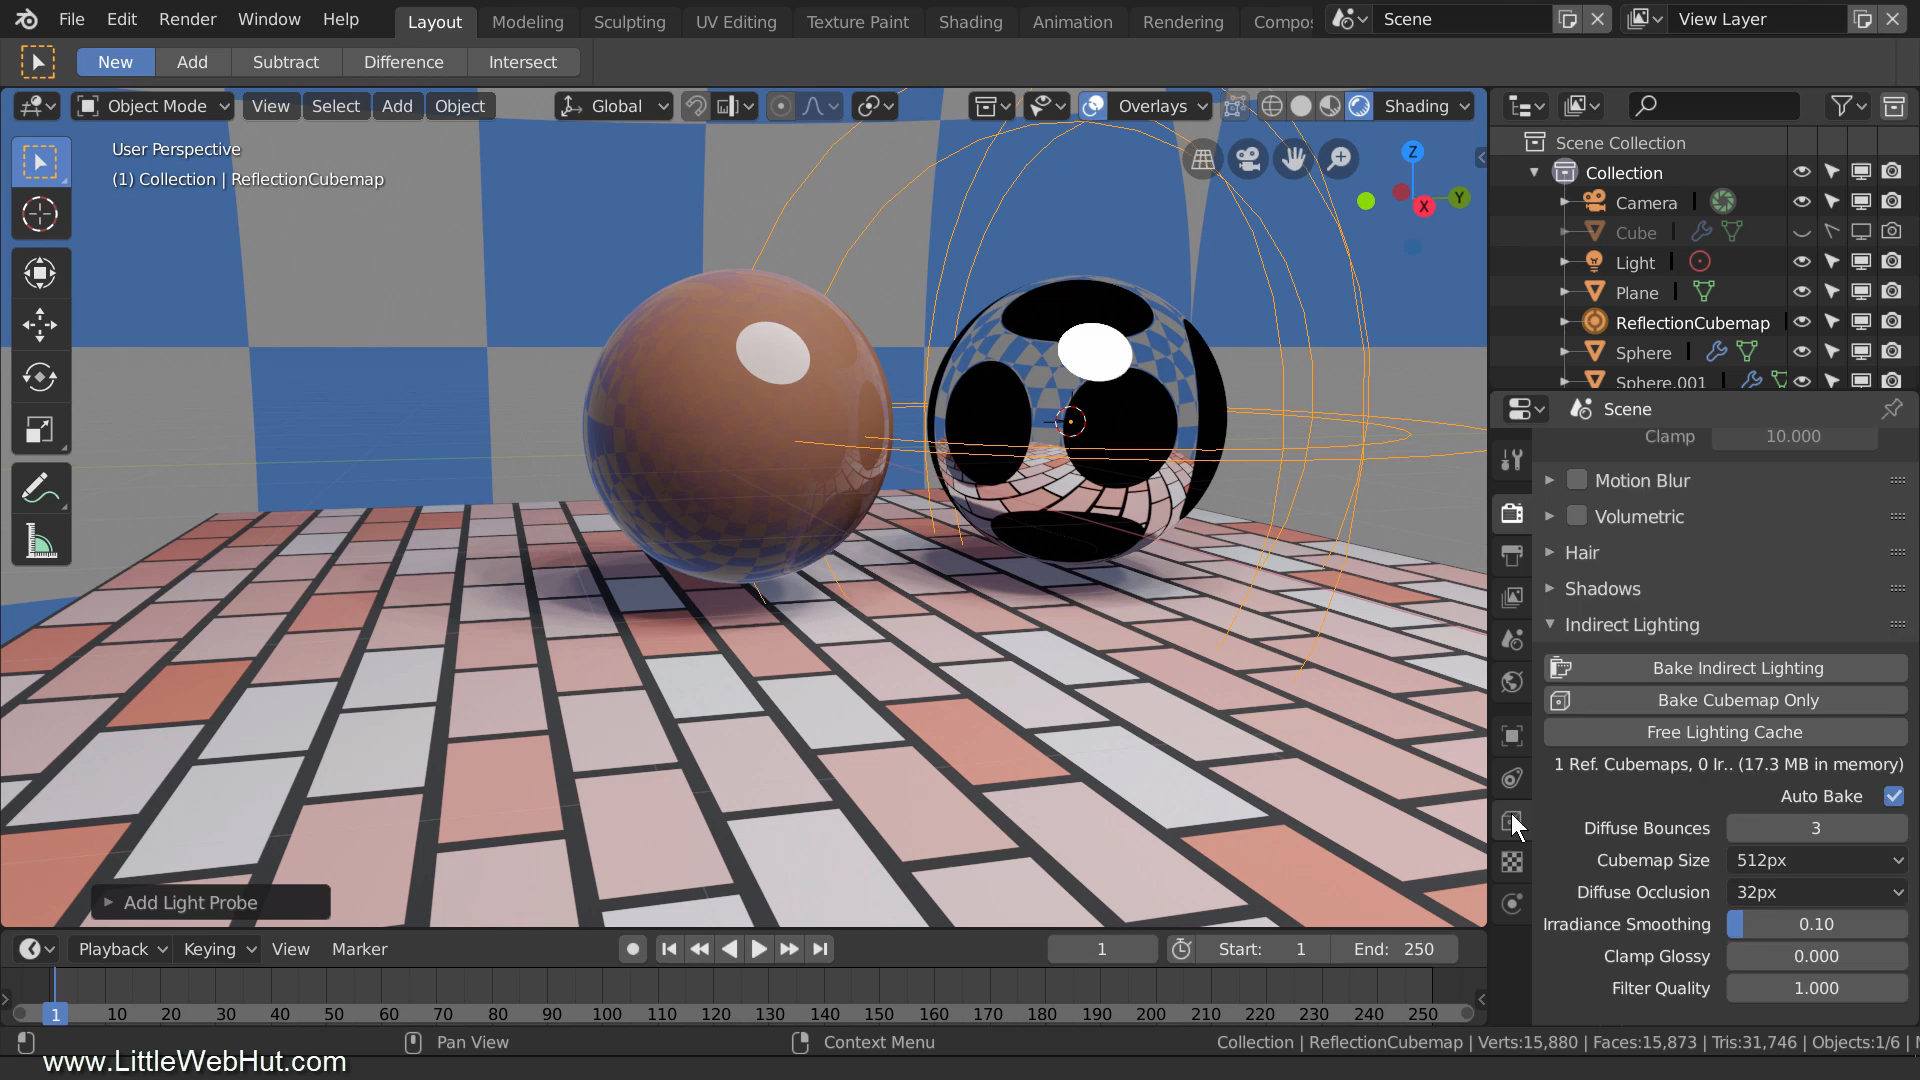 File Edit Render Window Help Layout Modeling Sculpting UV Editing Texture Paint Shading Animation Rendering Compos Scene View Layer
New Add Subtract Difference Intersect
Object Mode View Select Add Object Global Overlays Shading
User Perspective
(1) Collection | ReflectionCubemap
Z
Y
X
Scene Collection
Collection
Camera
Cube
Light
Plane
ReflectionCubemap
Sphere
Sphere.001
Scene
Clamp 10.000
Motion Blur
Volumetric
Hair
Shadows
Indirect Lighting
Bake Indirect Lighting
Bake Cubemap Only
Free Lighting Cache
1 Ref. Cubemaps, 0 Ir.. (17.3 MB in memory)
Auto Bake
Diffuse Bounces 3
Cubemap Size 512px
Diffuse Occlusion 32px
Irradiance Smoothing 0.10
Clamp Glossy 0.000
Filter Quality 1.000
Add Light Probe
Playback Keying View Marker 1 Start: 1 End: 250
1 10 20 30 40 50 60 70 80 90 100 110 120 130 140 150 160 170 180 190 200 210 220 230 240 250
Pan View Context Menu Collection | ReflectionCubemap | Verts:15,880 | Faces:15,873 | Tris:31,746 | Objects:1/6 |
www.LittleWebHut.com